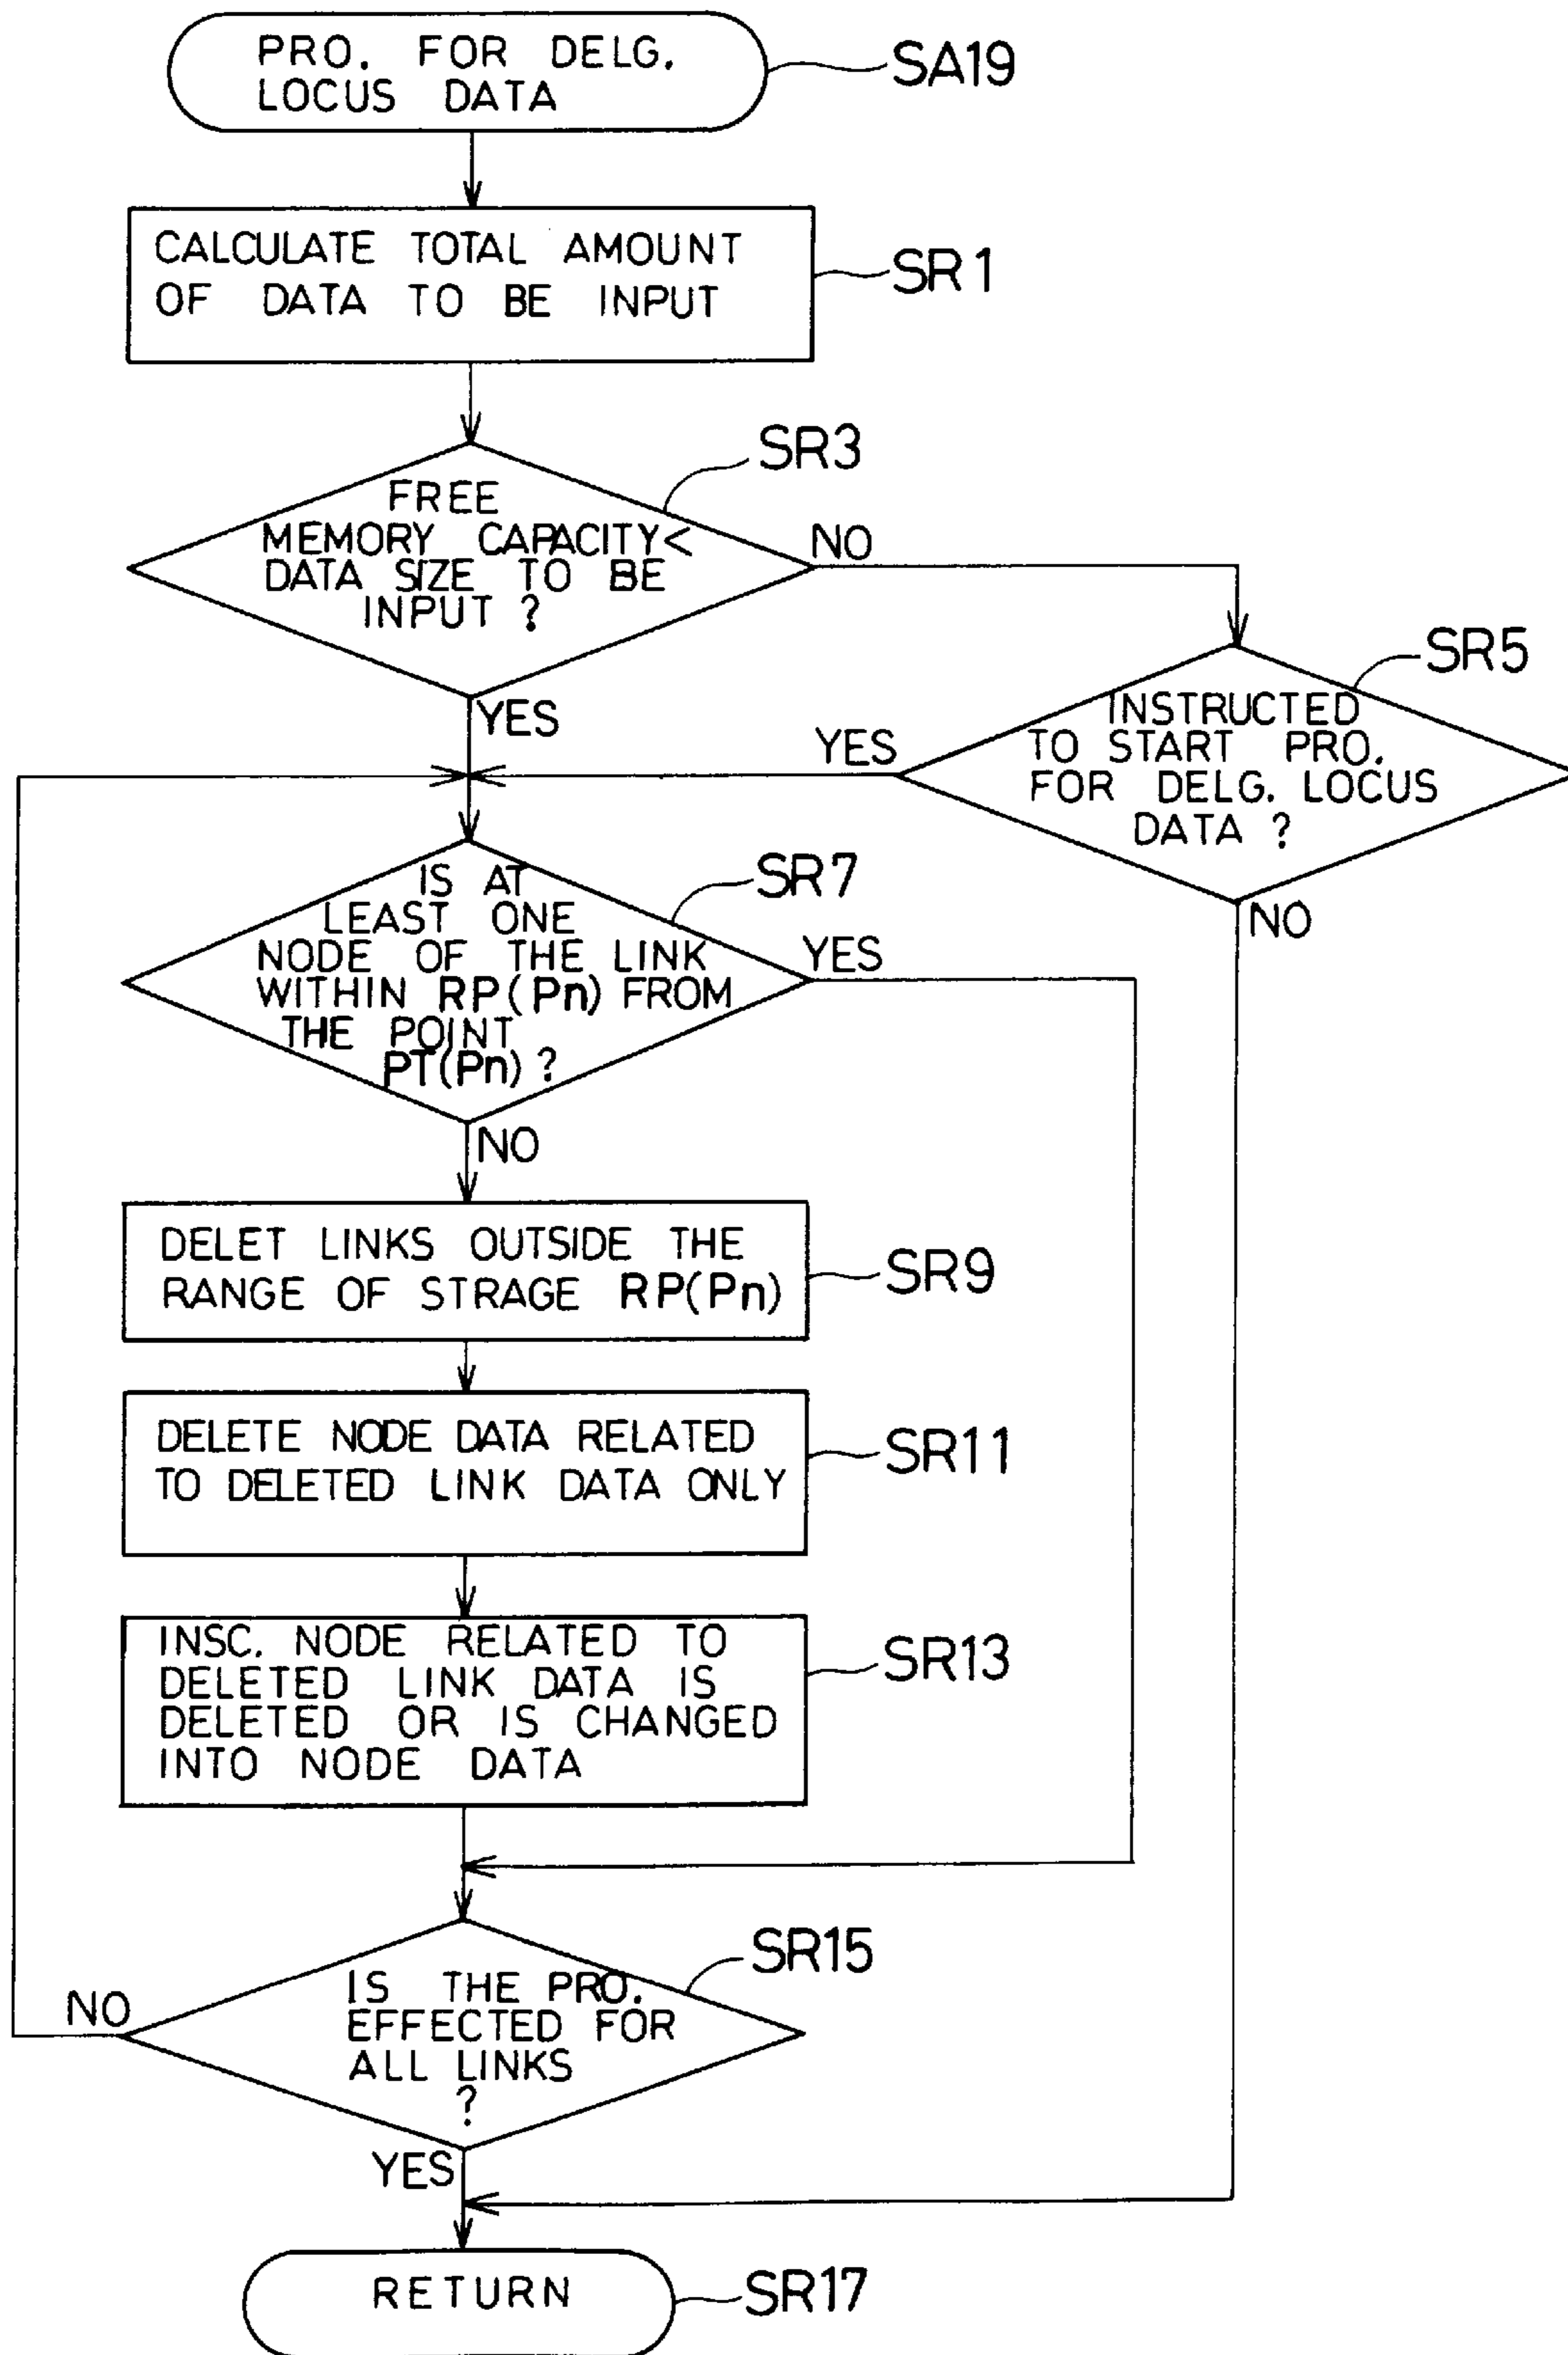 PRO. FOR DELG.
LOCUS DATA
SA19
CALCULATE TOTAL AMOUNT
OF DATA TO BE INPUT
SR1
SR3
FREE
MEMORY CAPACITY<
DATA SIZE TO BE
INPUT ?
NO
YES
SR5
INSTRUCTED
TO START PRO.
FOR DELG. LOCUS
DATA ?
YES
NO
SR7
IS AT
LEAST ONE
NODE OF THE LINK
WITHIN RP(Pn) FROM
THE POINT
PT(Pn) ?
YES
NO
DELET LINKS OUTSIDE THE
RANGE OF STRAGE RP(Pn)
SR9
DELETE NODE DATA RELATED
TO DELETED LINK DATA ONLY
SR11
INSC. NODE RELATED TO
DELETED LINK DATA IS
DELETED OR IS CHANGED
INTO NODE DATA
SR13
SR15
IS THE PRO.
EFFECTED FOR
ALL LINKS
?
NO
YES
RETURN
SR17